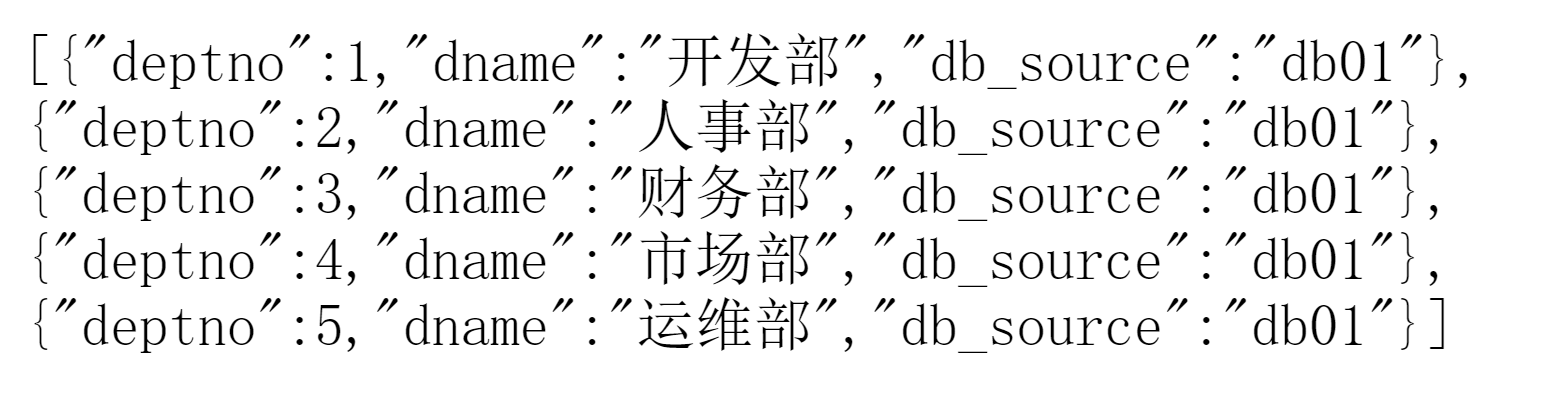 [{"deptno":1,"dname":"开发部","db_source":"db01"},
{"deptno":2,"dname":"人事部","db_source":"db01"},
{"deptno":3,"dname":"财务部","db_source":"db01"},
{"deptno":4,"dname":"市场部","db_source":"db01"},
{"deptno":5,"dname":"运维部","db_source":"db01"}]